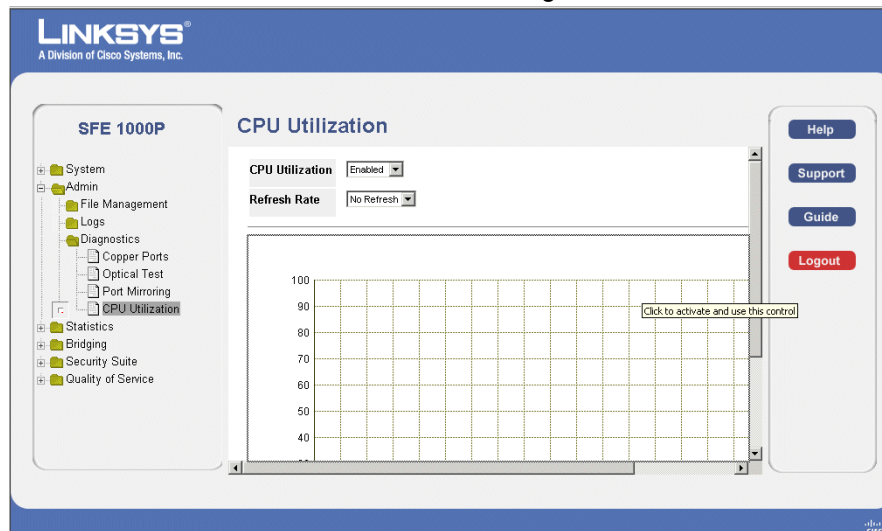 LINKSYS®
A Division of Cisco Systems, Inc.
SFE 1000P
System
Admin
File Management
Logs
Diagnostics
Copper Ports
Optical Test
Port Mirroring
CPU Utilization
Statistics
Bridging
Security Suite
Quality of Service
CPU Utilization
CPU Utilization Enabled
Refresh Rate No Refresh
100
90
80
70
60
50
40
Click to activate and use this control
Help
Support
Guide
Logout